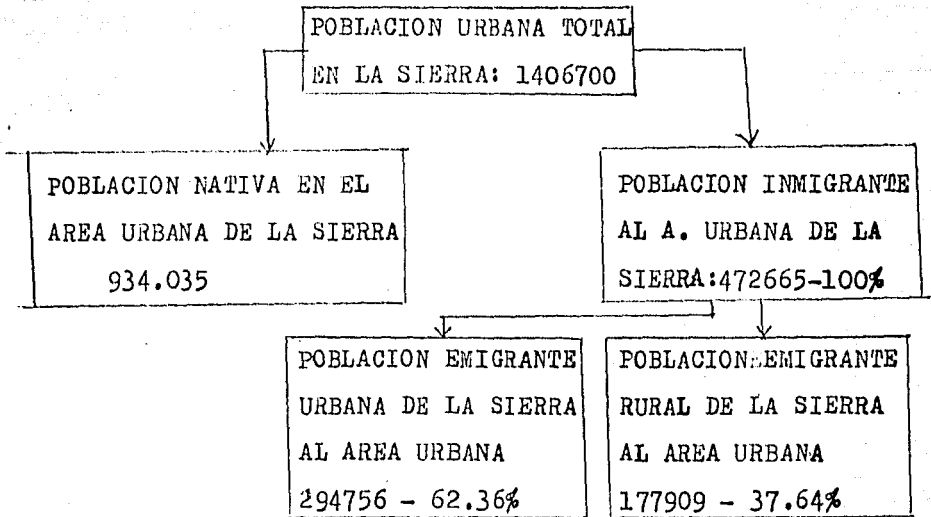 POBLACION URBANA TOTAL
EN LA SIERRA: 1406700
POBLACION NATIVA EN EL
AREA URBANA DE LA SIERRA
934.035
POBLACION INMIGRANTE
AL A. URBANA DE LA
SIERRA:472665-100%
POBLACION EMIGRANTE
URBANA DE LA SIERRA
AL AREA URBANA
294756 - 62.36%
POBLACION EMIGRANTE
RURAL DE LA SIERRA
AL AREA URBANA
177909 - 37.64%